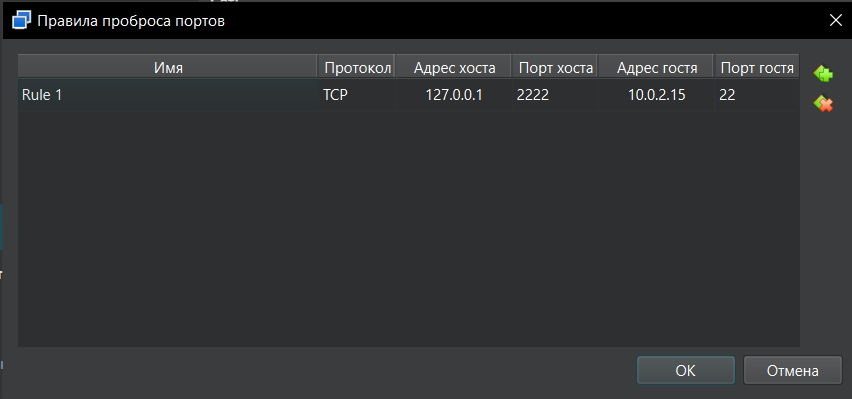 Правила проброса портов
Имя Протокол Адрес хоста Порт хоста Адрес гостя Порт гостя
Rule 1 TCP 127.0.0.1 2222 10.0.2.15 22
OK Отмена